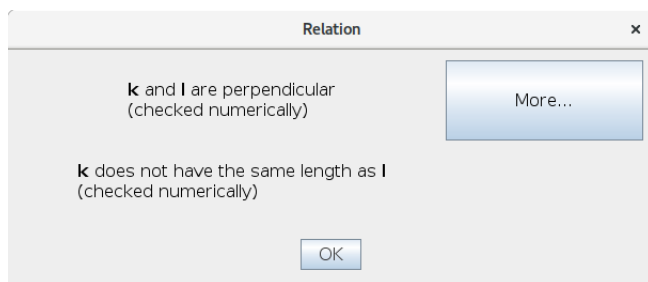 Relation ×
k and l are perpendicular
(checked numerically)
More...
k does not have the same length as l
(checked numerically)
OK